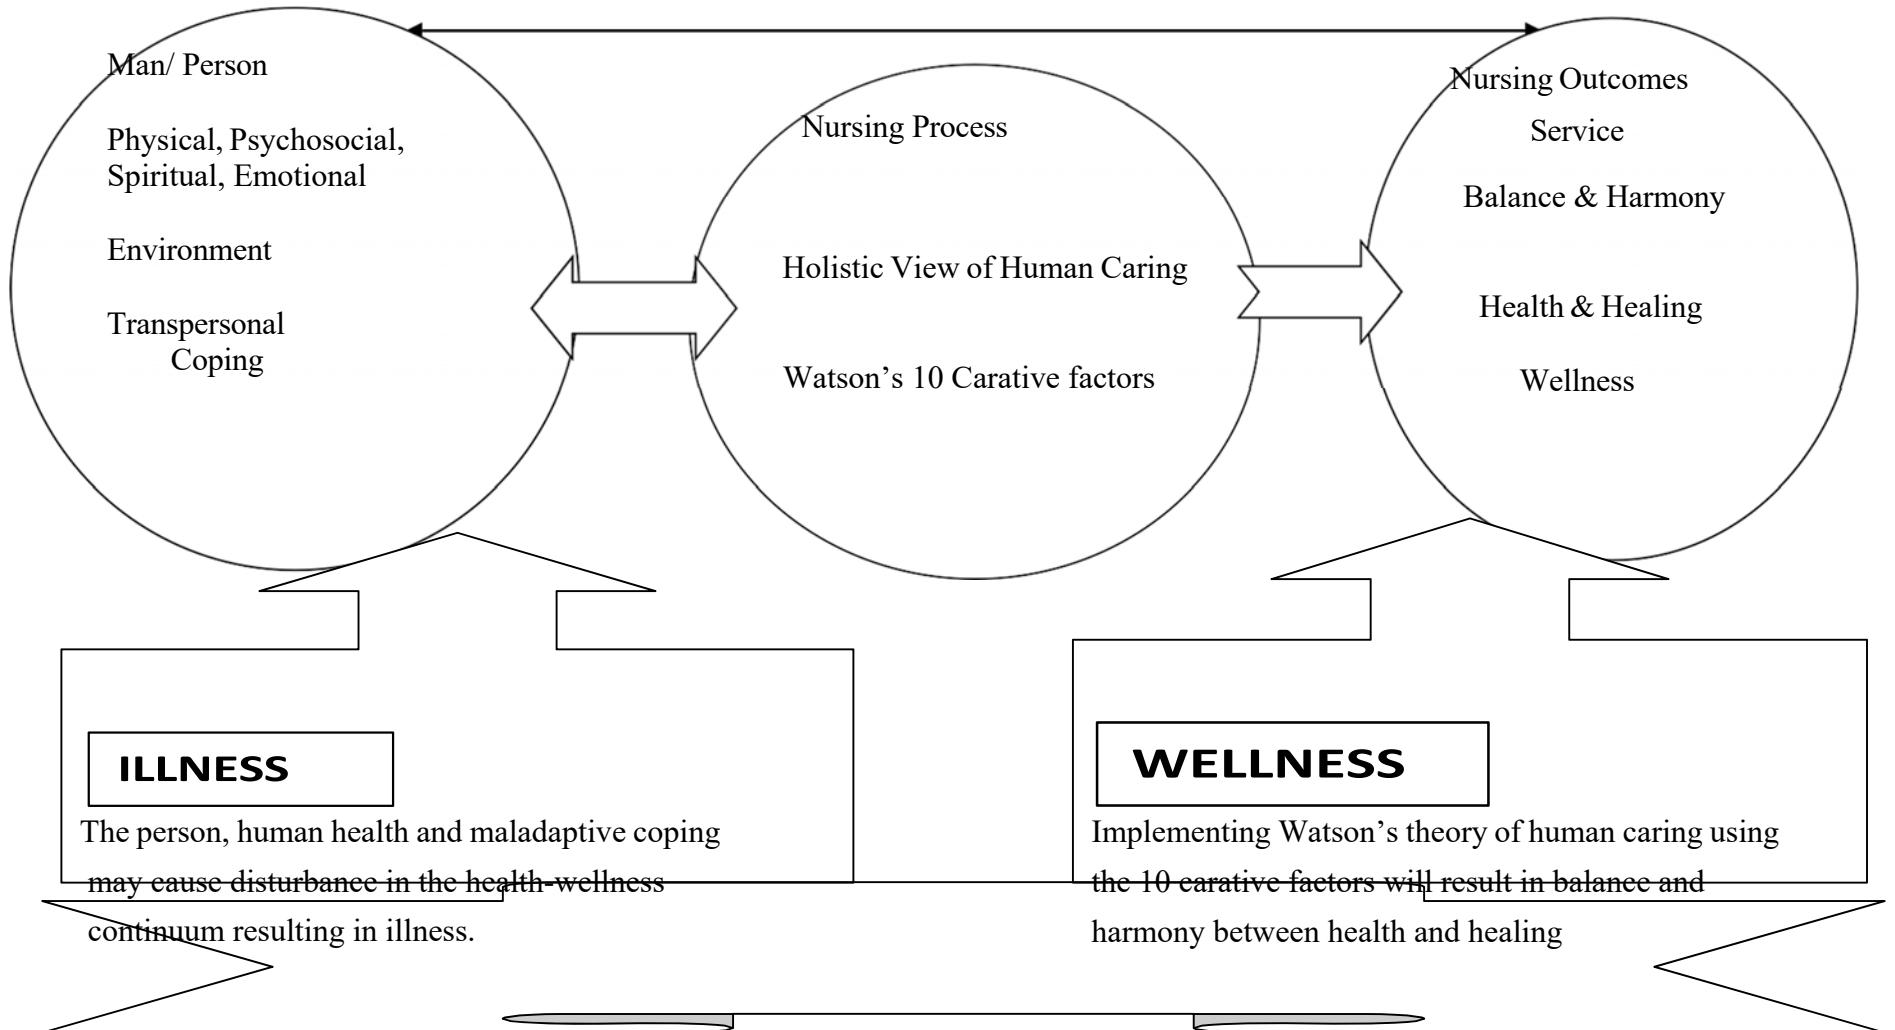 Man/ Person
Physical, Psychosocial,
Spiritual, Emotional
Environment
Transpersonal
Coping
Nursing Process
Holistic View of Human Caring
Watson’s 10 Carative factors
Nursing Outcomes
Service
Balance & Harmony
Health & Healing
Wellness
ILLNESS
The person, human health and maladaptive coping
may cause disturbance in the health-wellness
continuum resulting in illness.
WELLNESS
Implementing Watson’s theory of human caring using
the 10 carative factors will result in balance and
harmony between health and healing